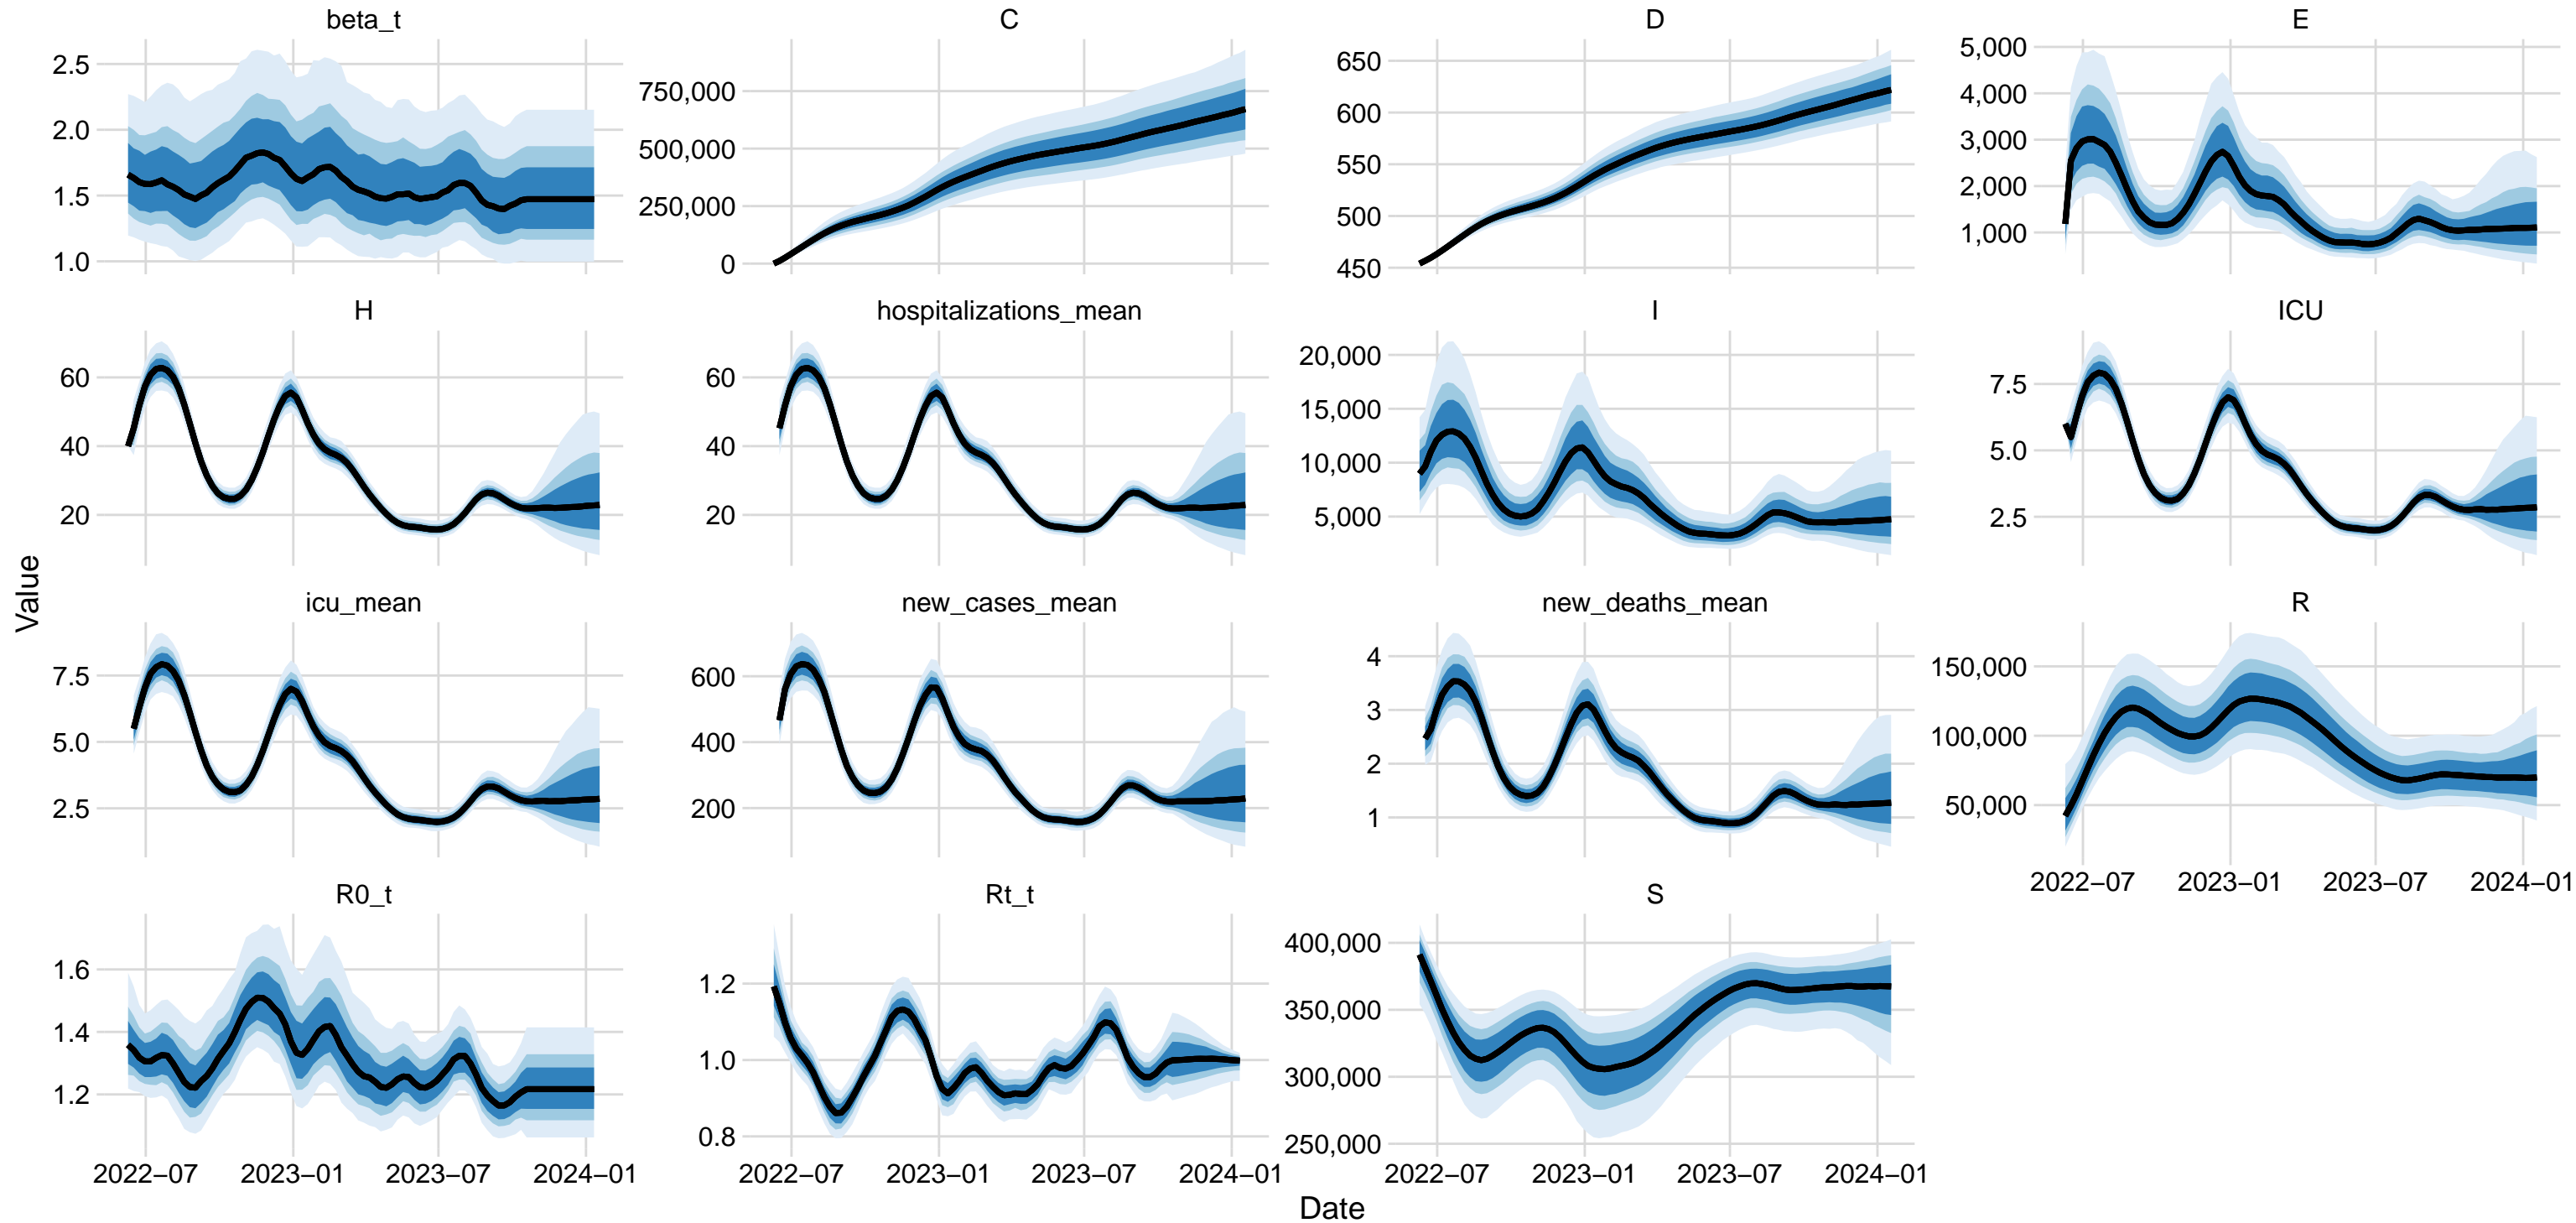 beta_t
C
D
E
2.5
2.0
1.5
1.0
750,000
500,000
250,000
0
650
600
550
500
450
5,000
4,000
3,000
2,000
1,000
H
hospitalizations_mean
I
ICU
60
40
20
60
40
20
20,000
15,000
10,000
5,000
7.5
5.0
2.5
Value
icu_mean
new_cases_mean
new_deaths_mean
R
7.5
5.0
2.5
600
400
200
4
3
2
1
150,000
100,000
50,000
2022−07 2023−01 2023−07 2024−01
R0_t
Rt_t
S
1.6
1.4
1.2
1.2
1.0
0.8
400,000
350,000
300,000
250,000
2022−07 2023−01 2023−07 2024−01
2022−07 2023−01 2023−07 2024−01
2022−07 2023−01 2023−07 2024−01
Date